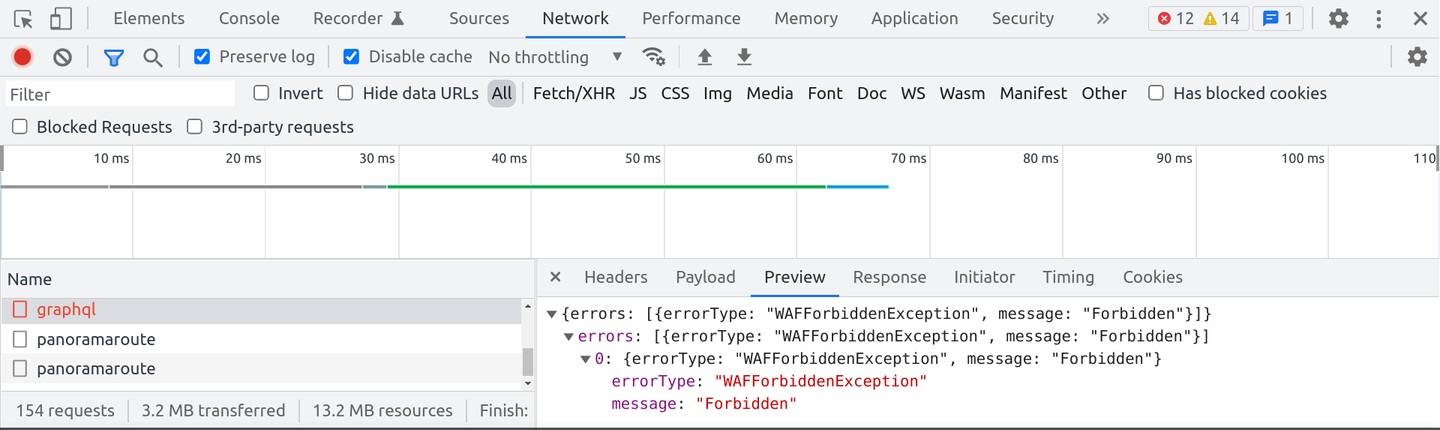 Elements Console Recorder Sources Network Performance Memory Application Security » 12 14 1
Preserve log Disable cache No throttling
Filter Invert Hide data URLs All Fetch/XHR JS CSS Img Media Font Doc WS Wasm Manifest Other Has blocked cookies
Blocked Requests 3rd-party requests
10 ms 20 ms 30 ms 40 ms 50 ms 60 ms 70 ms 80 ms 90 ms 100 ms 110
Name
graphql
panoramaroute
panoramaroute
154 requests 3.2 MB transferred 13.2 MB resources Finish:
× Headers Payload Preview Response Initiator Timing Cookies
{errors: [{errorType: "WAFForbiddenException", message: "Forbidden"}]}
errors: [{errorType: "WAFForbiddenException", message: "Forbidden"}]
0: {errorType: "WAFForbiddenException", message: "Forbidden"}
errorType: "WAFForbiddenException"
message: "Forbidden"